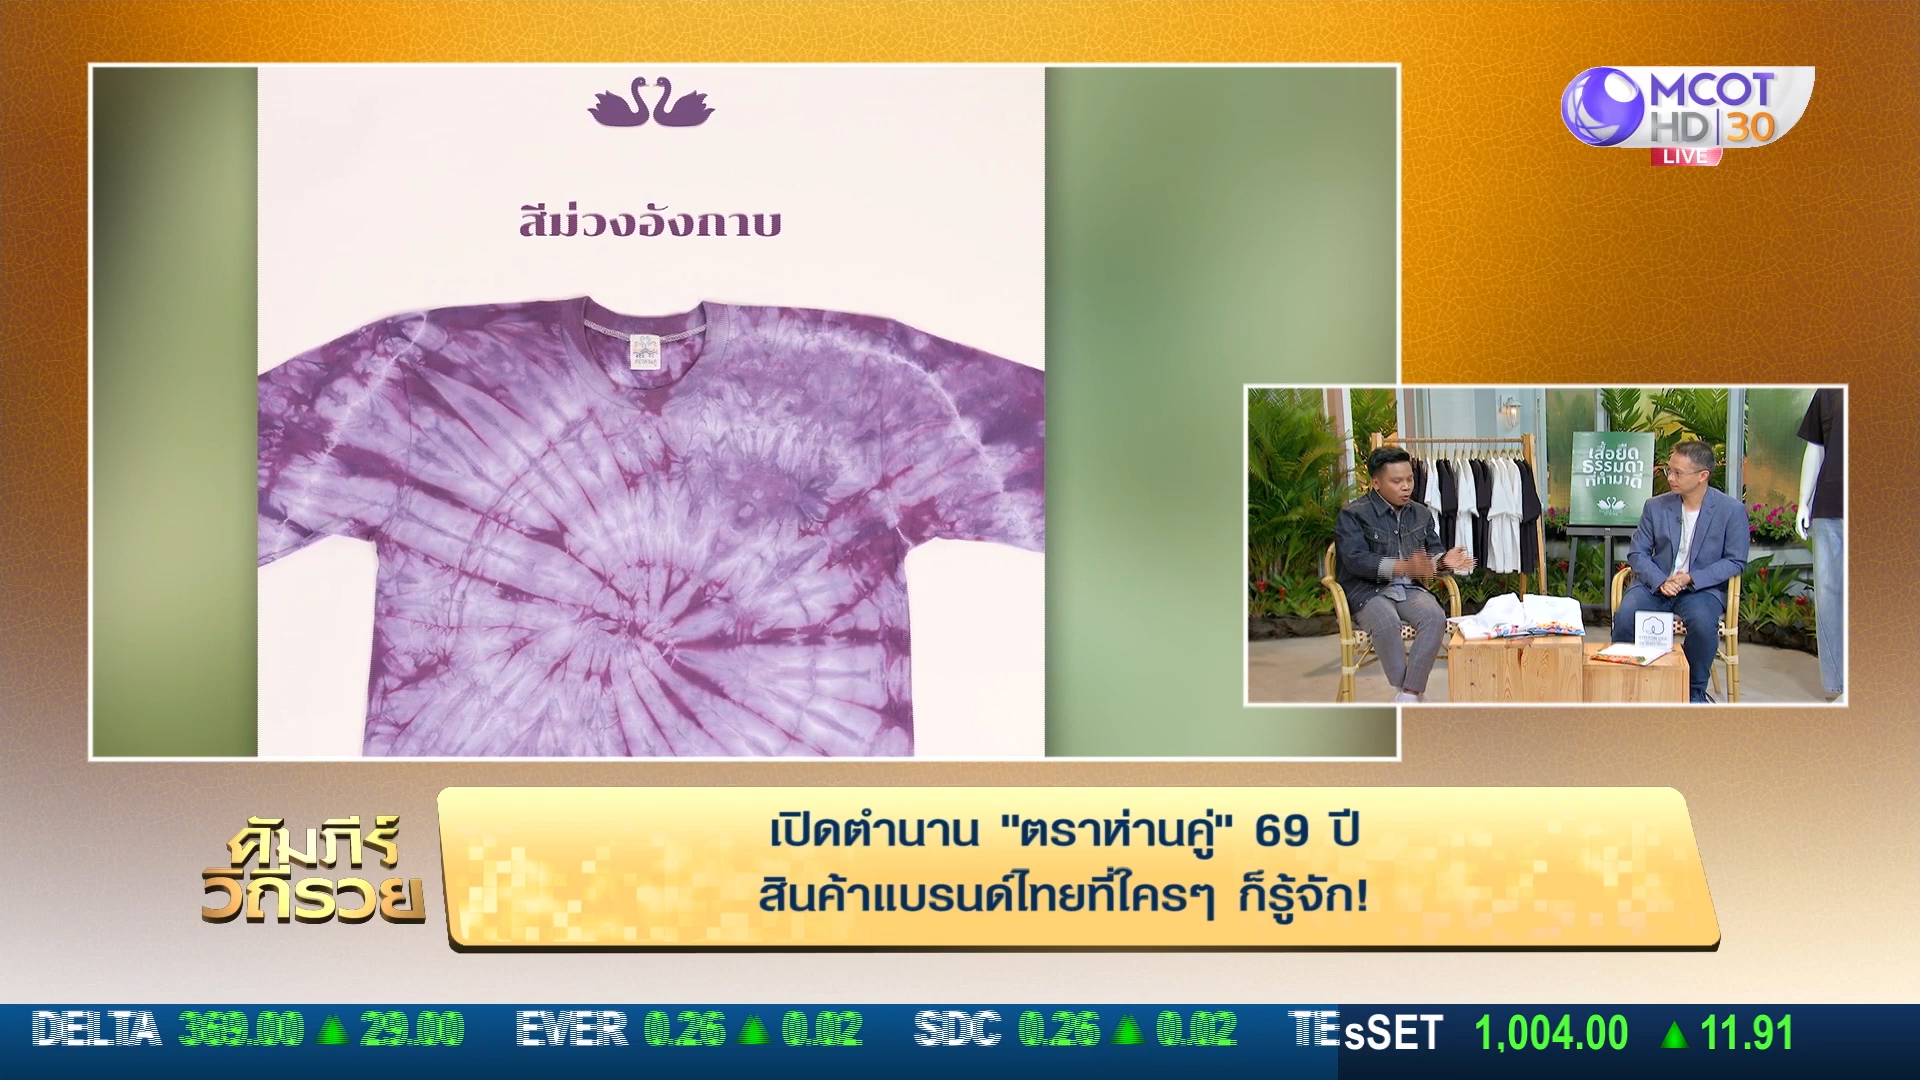 MCOT
HD 30
LIVE
สีม่วงอังกาบ
เสื้อยืด
ธรรมดา
ที่ทำมาดี
คัมภีร์
วิถีรวย
เปิดตำนาน "ตราห่านคู่" 69 ปี
สินค้าแบรนด์ไทยที่ใครๆ ก็รู้จัก!
DELTA 369.00 ▲ 29.00 EVER 0.26 ▲ 0.02 SDC 0.26 ▲ 0.02 TE
sSET 1,004.00 ▲ 11.91